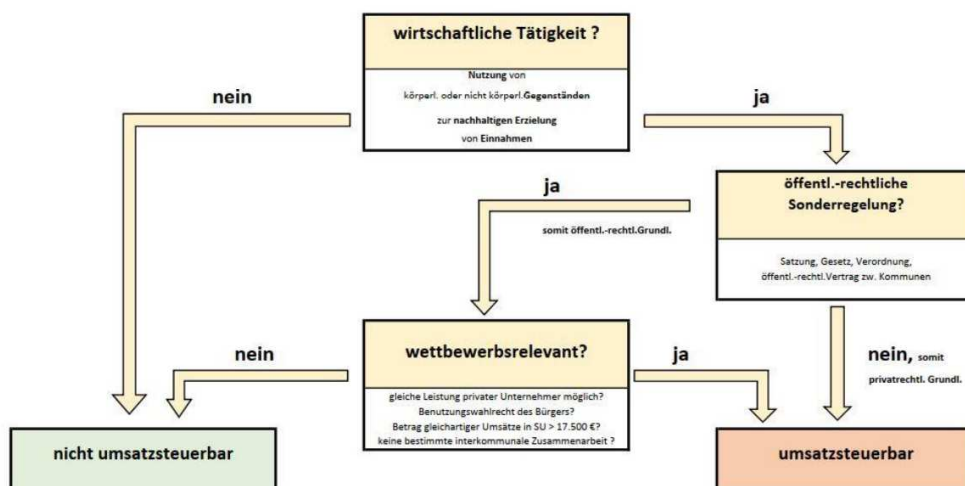 wirtschaftliche Tätigkeit ?
Nutzung von
körperl. oder nicht körperl.Gegenständen
zur nachhaltigen Erzielung
von Einnahmen
nein
ja
öffentl.-rechtliche
Sonderregelung?
Satzung, Gesetz, Verordnung,
öffentl.-rechtl.Vertrag zw. Kommunen
ja
somit öffentl.-rechtl.Grundl.
nein, somit
privatrechtl. Grundl.
wettbewerbsrelevant?
gleiche Leistung privater Unternehmer möglich?
Benutzungswahlrecht des Bürgers?
Betrag gleichartiger Umsätze in SU > 17.500 €?
keine bestimmte interkommunale Zusammenarbeit ?
nein
ja
nicht umsatzsteuerbar
umsatzsteuerbar